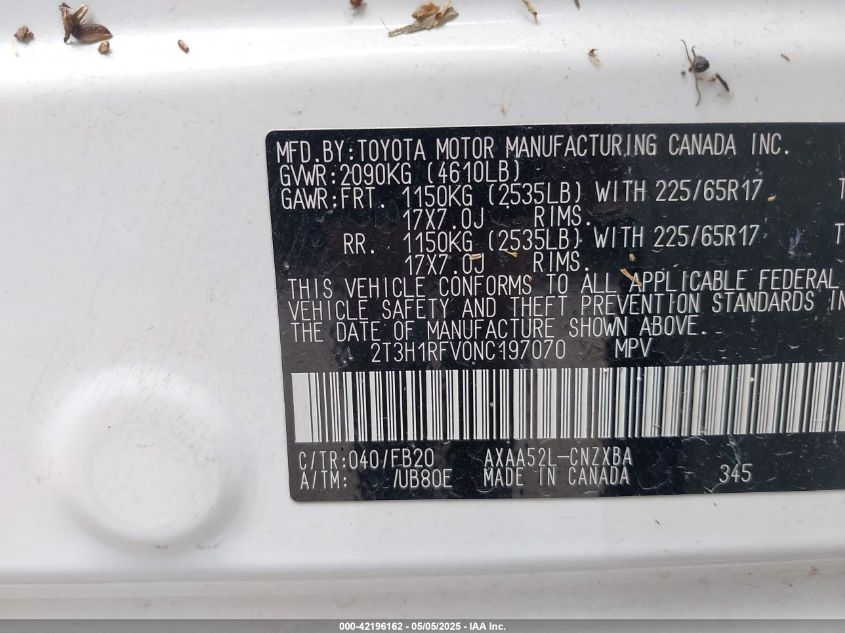 MFD.BY:TOYOTA MOTOR MANUFACTURING CANADA INC.
GVWR:2090KG (4610LB)
GAWR:FRT. 1150KG (2535LB) WITH 225/65R17 T
17X7.0J RIMS.
RR. 1150KG (2535LB) WITH 225/65R17 T
17X7.0J RIMS.
THIS VEHICLE CONFORMS TO ALL APPLICABLE FEDERAL
VEHICLE SAFETY AND THEFT PREVENTION STANDARDS IN
THE DATE OF MANUFACTURE SHOWN ABOVE.
2T3H1RFV0NC197070 MPV
C/TR:040/FB20 AXAA52L-CNZXBA
A/TM: /UB80E MADE IN CANADA 345
000-42196162 - 05/05/2025 - IAA Inc.